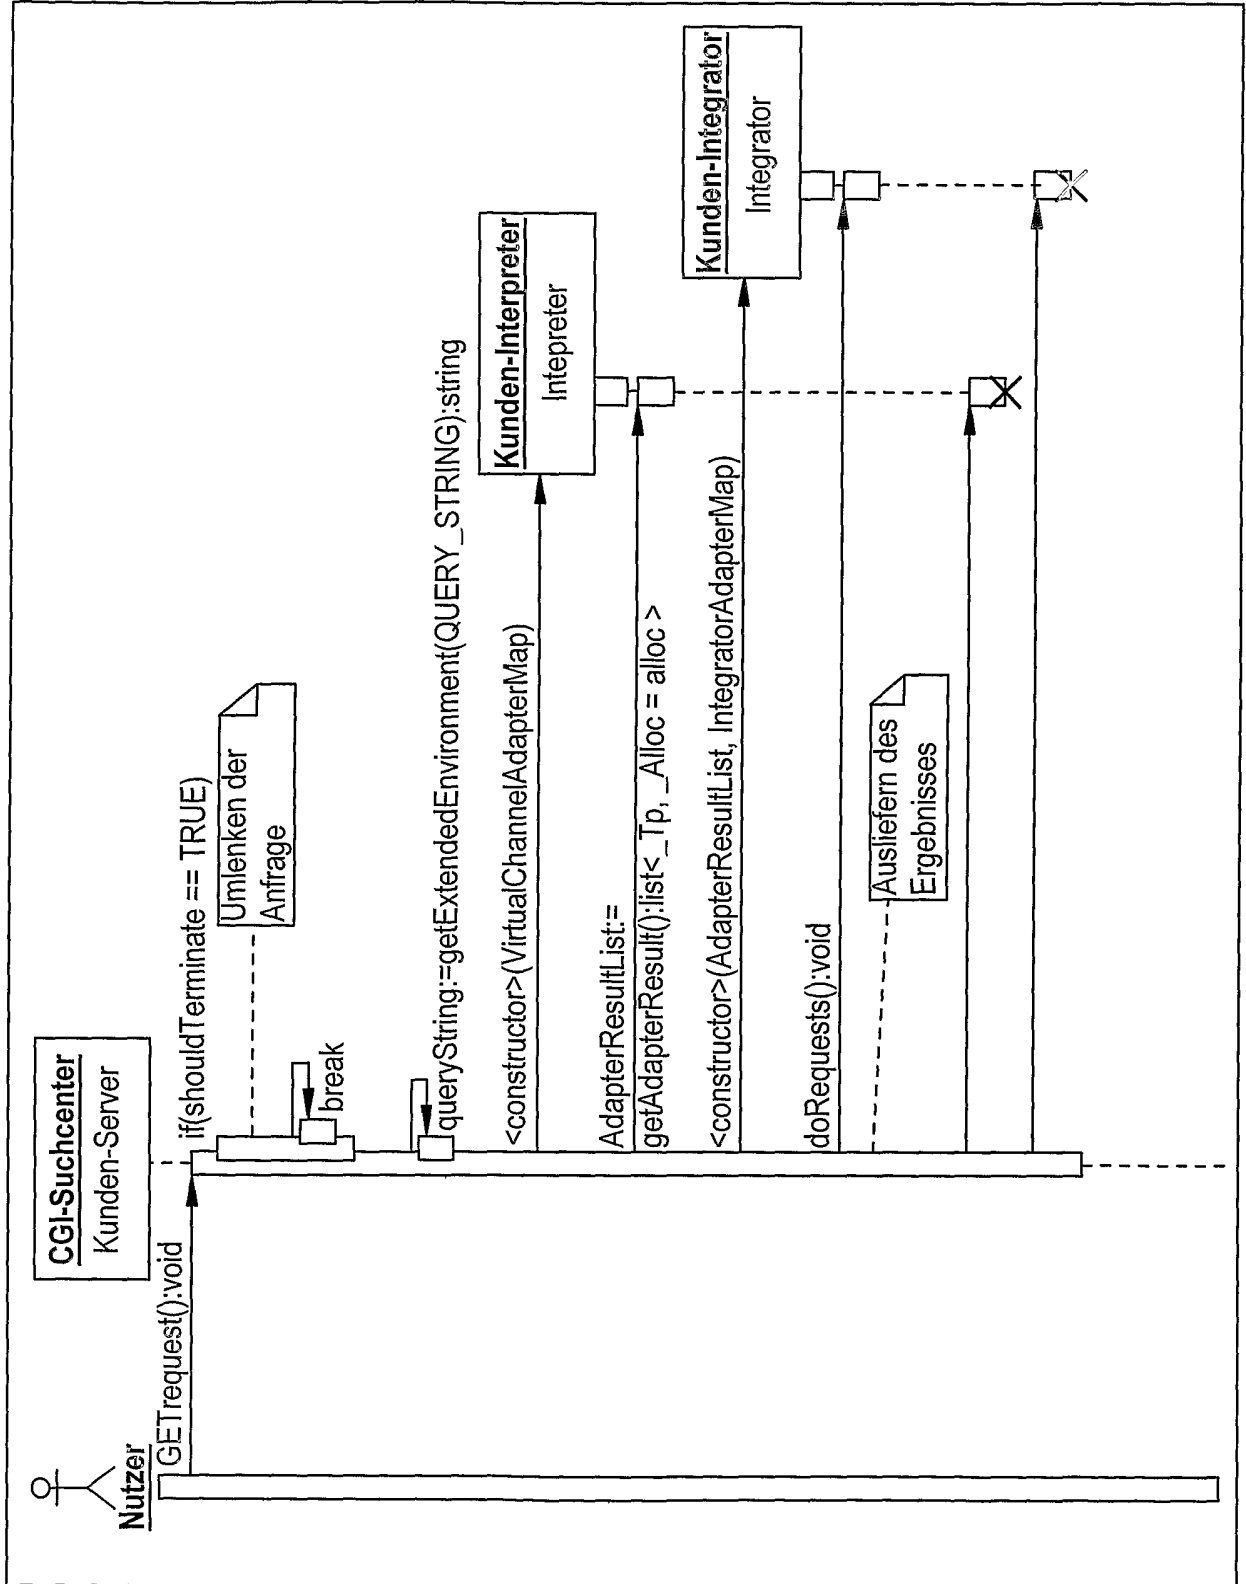 Nutzer
GETrequest():void
CGI-Suchcenter
Kunden-Server
if(shouldTerminate == TRUE)
Umlenken der
Anfrage
break
queryString:=getExtendedEnvironment(QUERY_STRING):string
<constructor>(VirtualChannelAdapterMap)
Kunden-Interpreter
Intepreter
AdapterResultList:=
getAdapterResult():list<_Tp,_Alloc = alloc >
<constructor>(AdapterResultList, IntegratorAdapterMap)
Kunden-Integrator
Integrator
doRequests():void
Ausliefern des
Ergebnisses